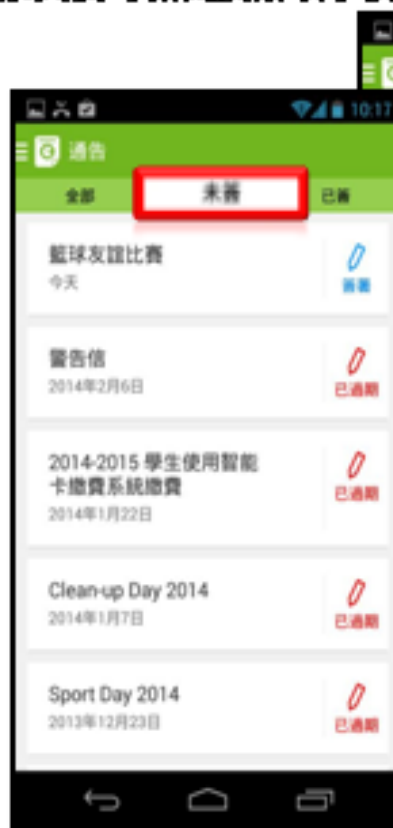 10:17
通告
全部
未簽
已簽
籃球友誼比賽
今天
簽署
警告信
2014年2月6日
已過期
2014-2015 學生使用智能
卡繳費系統繳費
2014年1月22日
已過期
Clean-up Day 2014
2014年1月7日
已過期
Sport Day 2014
2013年12月23日
已過期